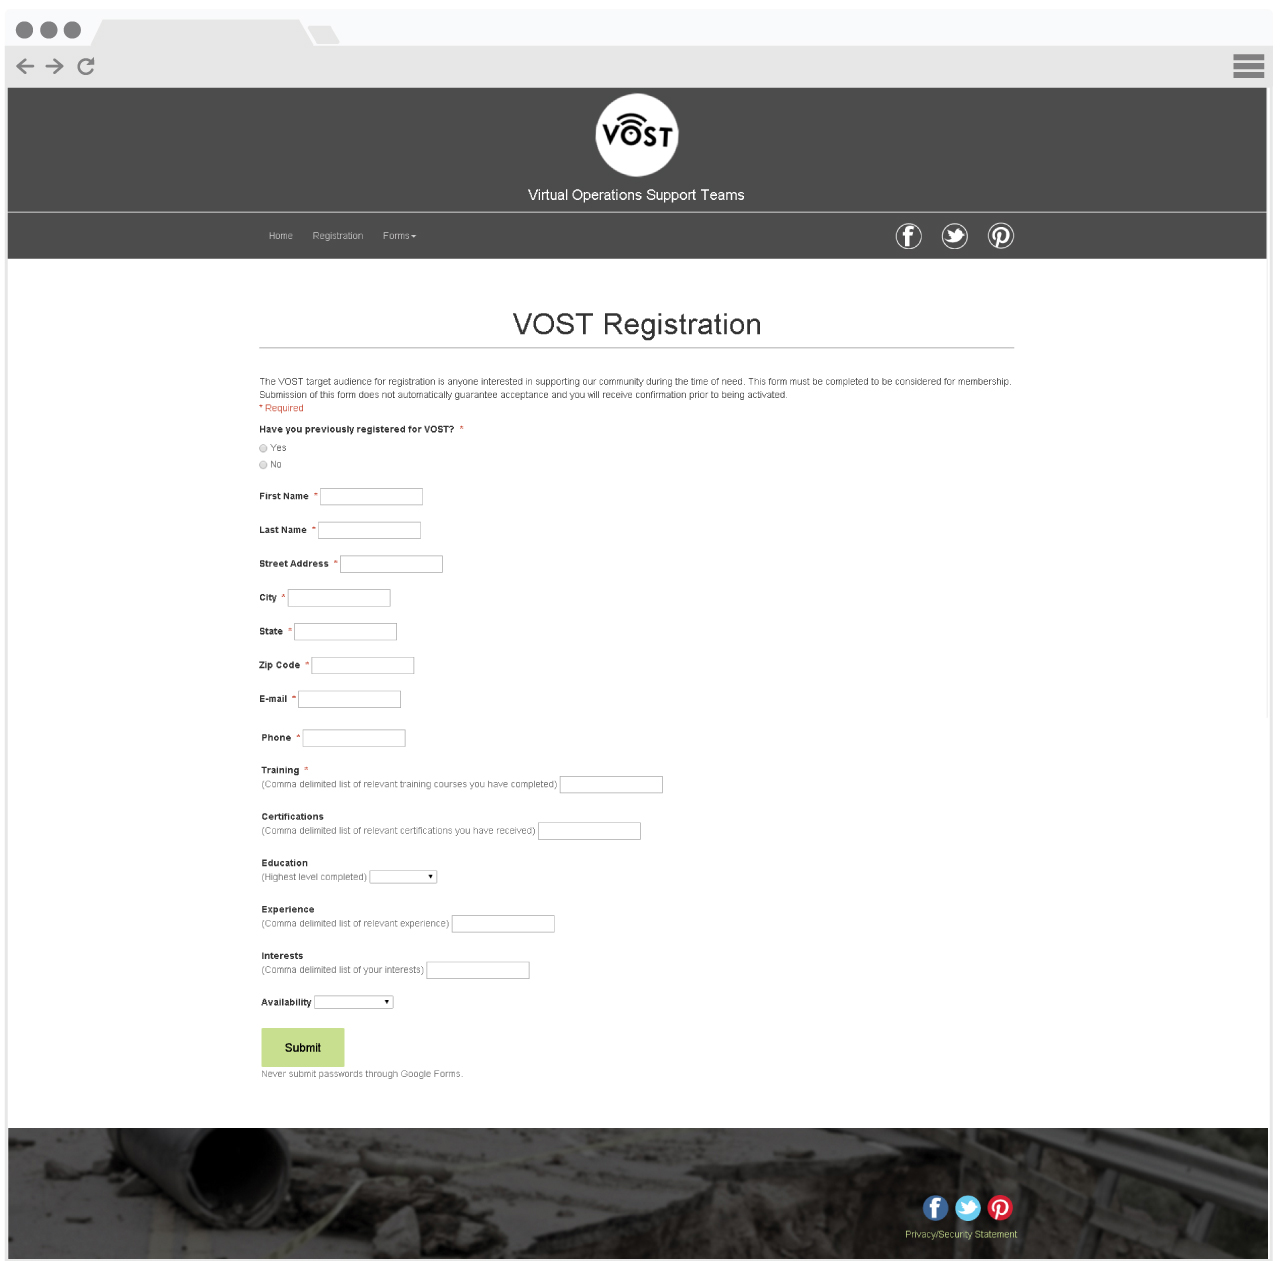 VOST
Virtual Operations Support Teams
Home Registration Forms
VOST Registration
The VOST target audience for registration is anyone interested in supporting our community during the time of need. This form must be completed to be considered for membership.
Submission of this form does not automatically guarantee acceptance and you will receive confirmation prior to being activated.
* Required
Have you previously registered for VOST? *
Yes
No
First Name *
Last Name *
Street Address *
City *
State *
Zip Code *
E-mail *
Phone *
Training *
(Comma delimited list of relevant training courses you have completed)
Certifications
(Comma delimited list of relevant certifications you have received)
Education
(Highest level completed)
Experience
(Comma delimited list of relevant experience)
Interests
(Comma delimited list of your interests)
Availability
Submit
Never submit passwords through Google Forms.
Privacy/Security Statement